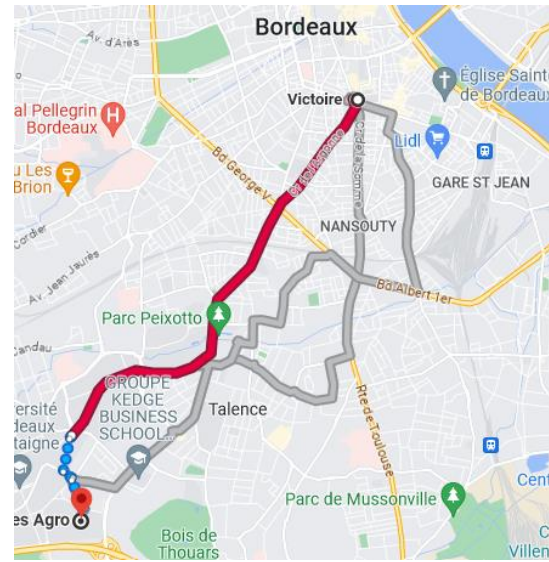 Bordeaux
Av. d'Arès
Victoire
Église Sainte
de Bordeaux
al Pellegrin
Bordeaux
Lidl
u Les
Brion
Bd George V
GARE ST JEAN
NANSOUTY
Cordier
Av. Jean Jaurès
Bd Albert 1er
Parc Peixotto
Candau
GROUPE
KEDGE
BUSINESS
SCHOOL...
Talence
ersité
deaux
taigne
Rte de Toulouse
Cent
Parc de Mussonville
es Agro
Bois de
Thouars
C
Villen